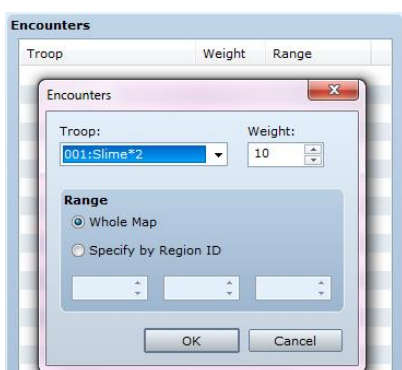 Encounters
Troop Weight Range
Encounters
Troop: Weight:
001:Slime*2 10
Range
Whole Map
Specify by Region ID
OK Cancel